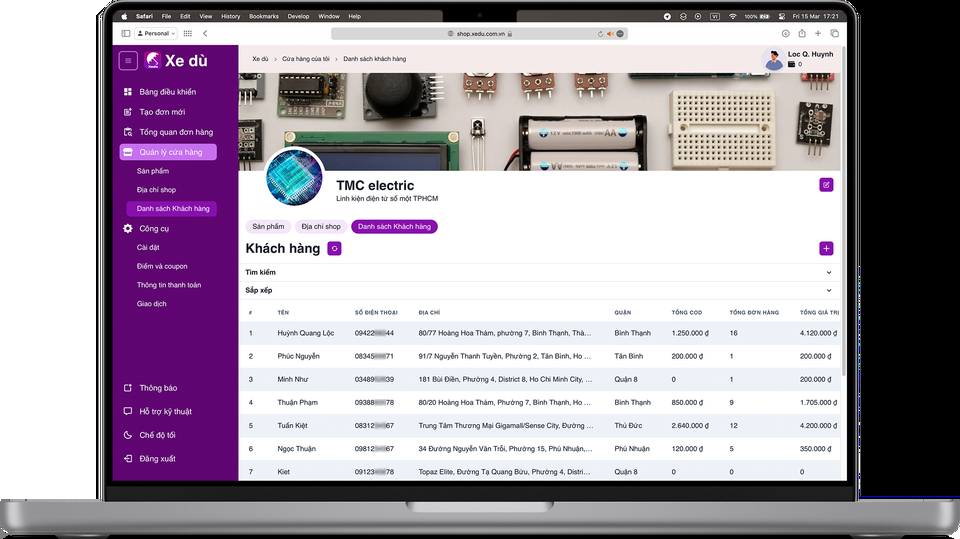 Safari File Edit View History Bookmarks Develop Window Help VI 100% Fri 15 Mar 17:21
Personal shop.xedu.com.vn
Xe dù
Xe dù › Cửa hàng của tôi › Danh sách khách hàng
Loc Q. Huynh
0
Bảng điều khiển
Tạo đơn mới
Tổng quan đơn hàng
Quản lý cửa hàng
Sản phẩm
Địa chỉ shop
Danh sách Khách hàng
Công cụ
Cài đặt
Điểm và coupon
Thông tin thanh toán
Giao dịch
Thông báo
Hỗ trợ kỹ thuật
Chế độ tối
Đăng xuất
1.2V AA
TMC electric
Linh kiện điện tử số một TPHCM
Sản phẩm Địa chỉ shop Danh sách Khách hàng
Khách hàng
Tìm kiếm
Sắp xếp
# TÊN SỐ ĐIỆN THOẠI ĐỊA CHỈ QUẬN TỔNG COD TỔNG ĐƠN HÀNG TỔNG GIÁ TRỊ
1 Huỳnh Quang Lộc 09422 44 80/77 Hoàng Hoa Thám, phường 7, Bình Thạnh, Thà... Bình Thạnh 1.250.000 ₫ 16 4.120.000 ₫
2 Phúc Nguyễn 08345 71 91/7 Nguyễn Thanh Tuyền, Phường 2, Tân Bình, Ho ... Tân Bình 200.000 ₫ 1 200.000 ₫
3 Minh Như 03489 39 181 Bùi Điền, Phường 4, District 8, Ho Chi Minh City, ... Quận 8 0 1 200.000 ₫
4 Thuận Phạm 09388 78 80/20 Hoàng Hoa Thám, Phường 7, Bình Thạnh, Ho ... Bình Thạnh 850.000 ₫ 9 1.705.000 ₫
5 Tuấn Kiệt 08312 67 Trung Tâm Thương Mại Gigamall/Sense City, Đường ... Thủ Đức 2.640.000 ₫ 12 4.200.000 ₫
6 Ngọc Thuận 09812 67 34 Đường Nguyễn Văn Trỗi, Phường 15, Phú Nhuận,... Phú Nhuận 120.000 ₫ 5 350.000 ₫
7 Kiet 09123 78 Topaz Elite, Đường Tạ Quang Bửu, Phường 4, Distri... Quận 8 0 0 0